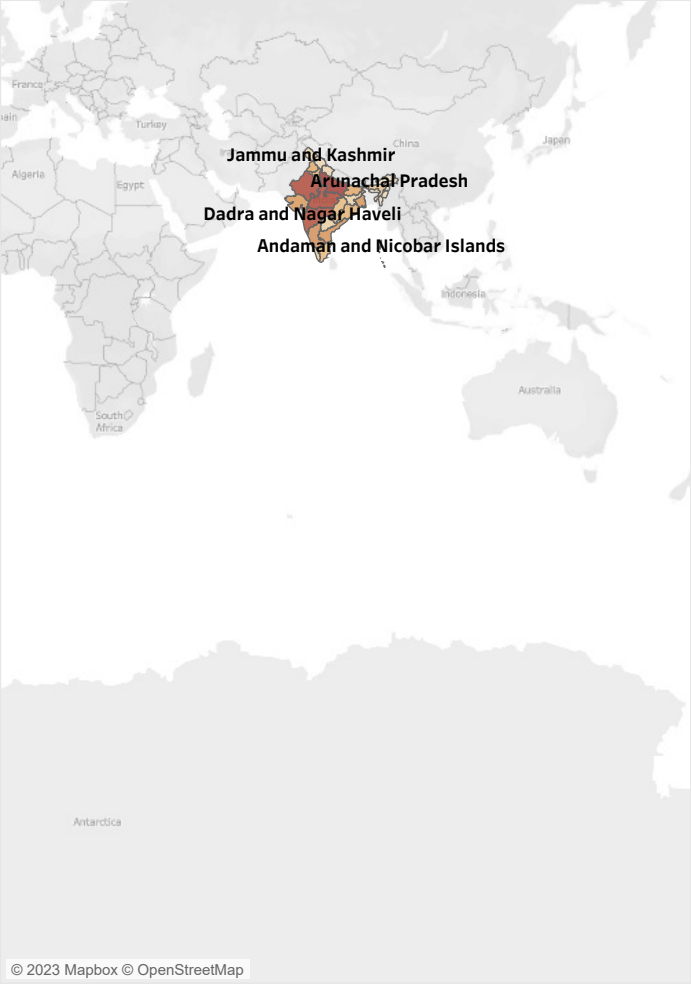 France
ain
Turkey
China
Japan
Jammu and Kashmir
Algeria
Egypt
Arunachal Pradesh
Dadra and Nagar Haveli
Andaman and Nicobar Islands
Indonesia
Australia
South
Africa
Antarctica
© 2023 Mapbox © OpenStreetMap